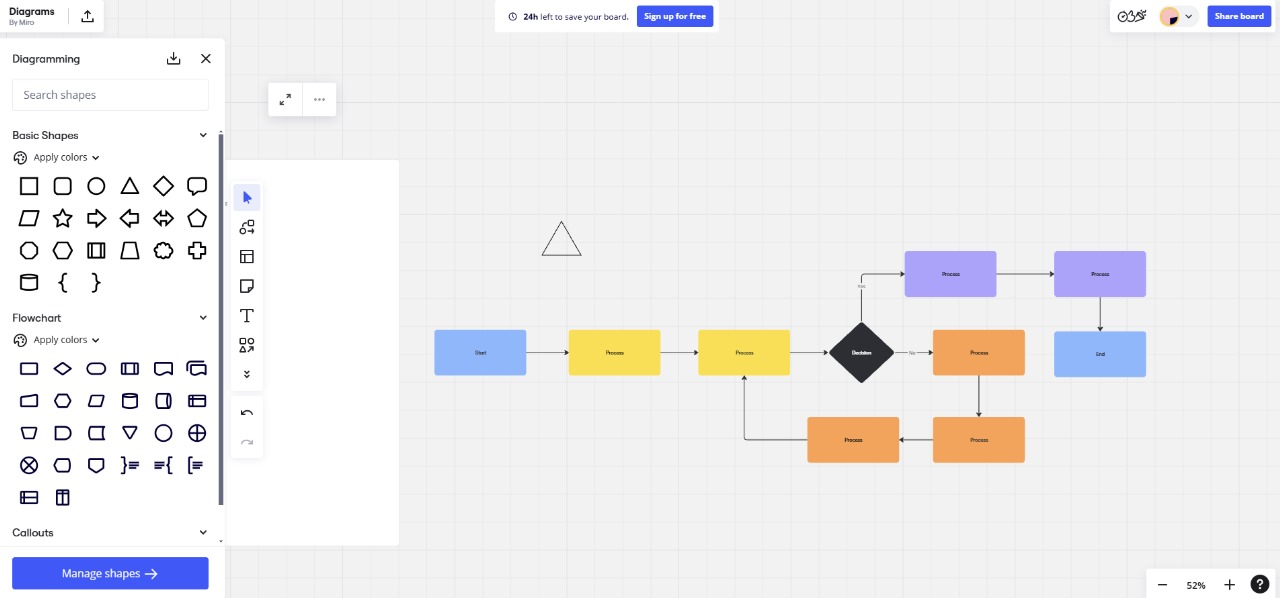 Diagrams
By Miro
24h left to save your board.
Sign up for free
Share board
Diagramming
Search shapes
Basic Shapes
Apply colors
Flowchart
Apply colors
Callouts
Manage shapes
Process
Process
Yes
Start
Process
Process
Decision
No
Process
End
Process
Process
52%
?